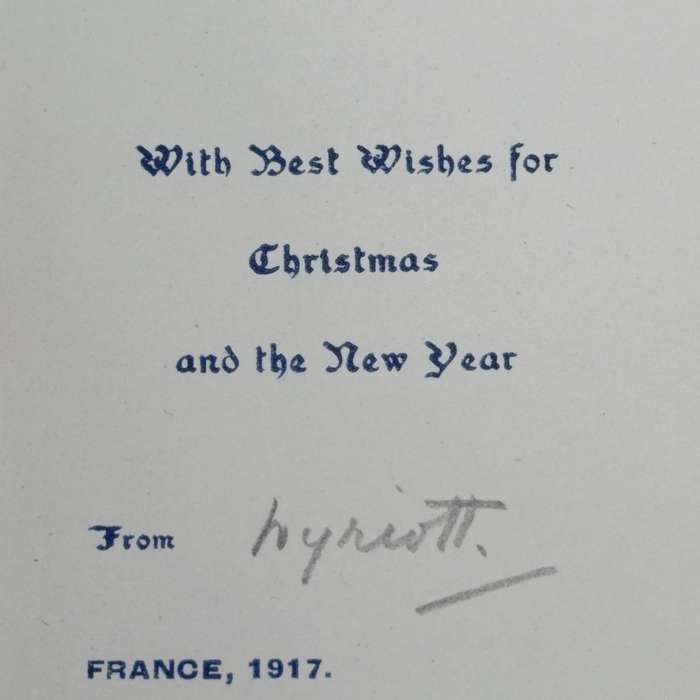 With Best Wishes for
Christmas
and the New Year
From
FRANCE, 1917.